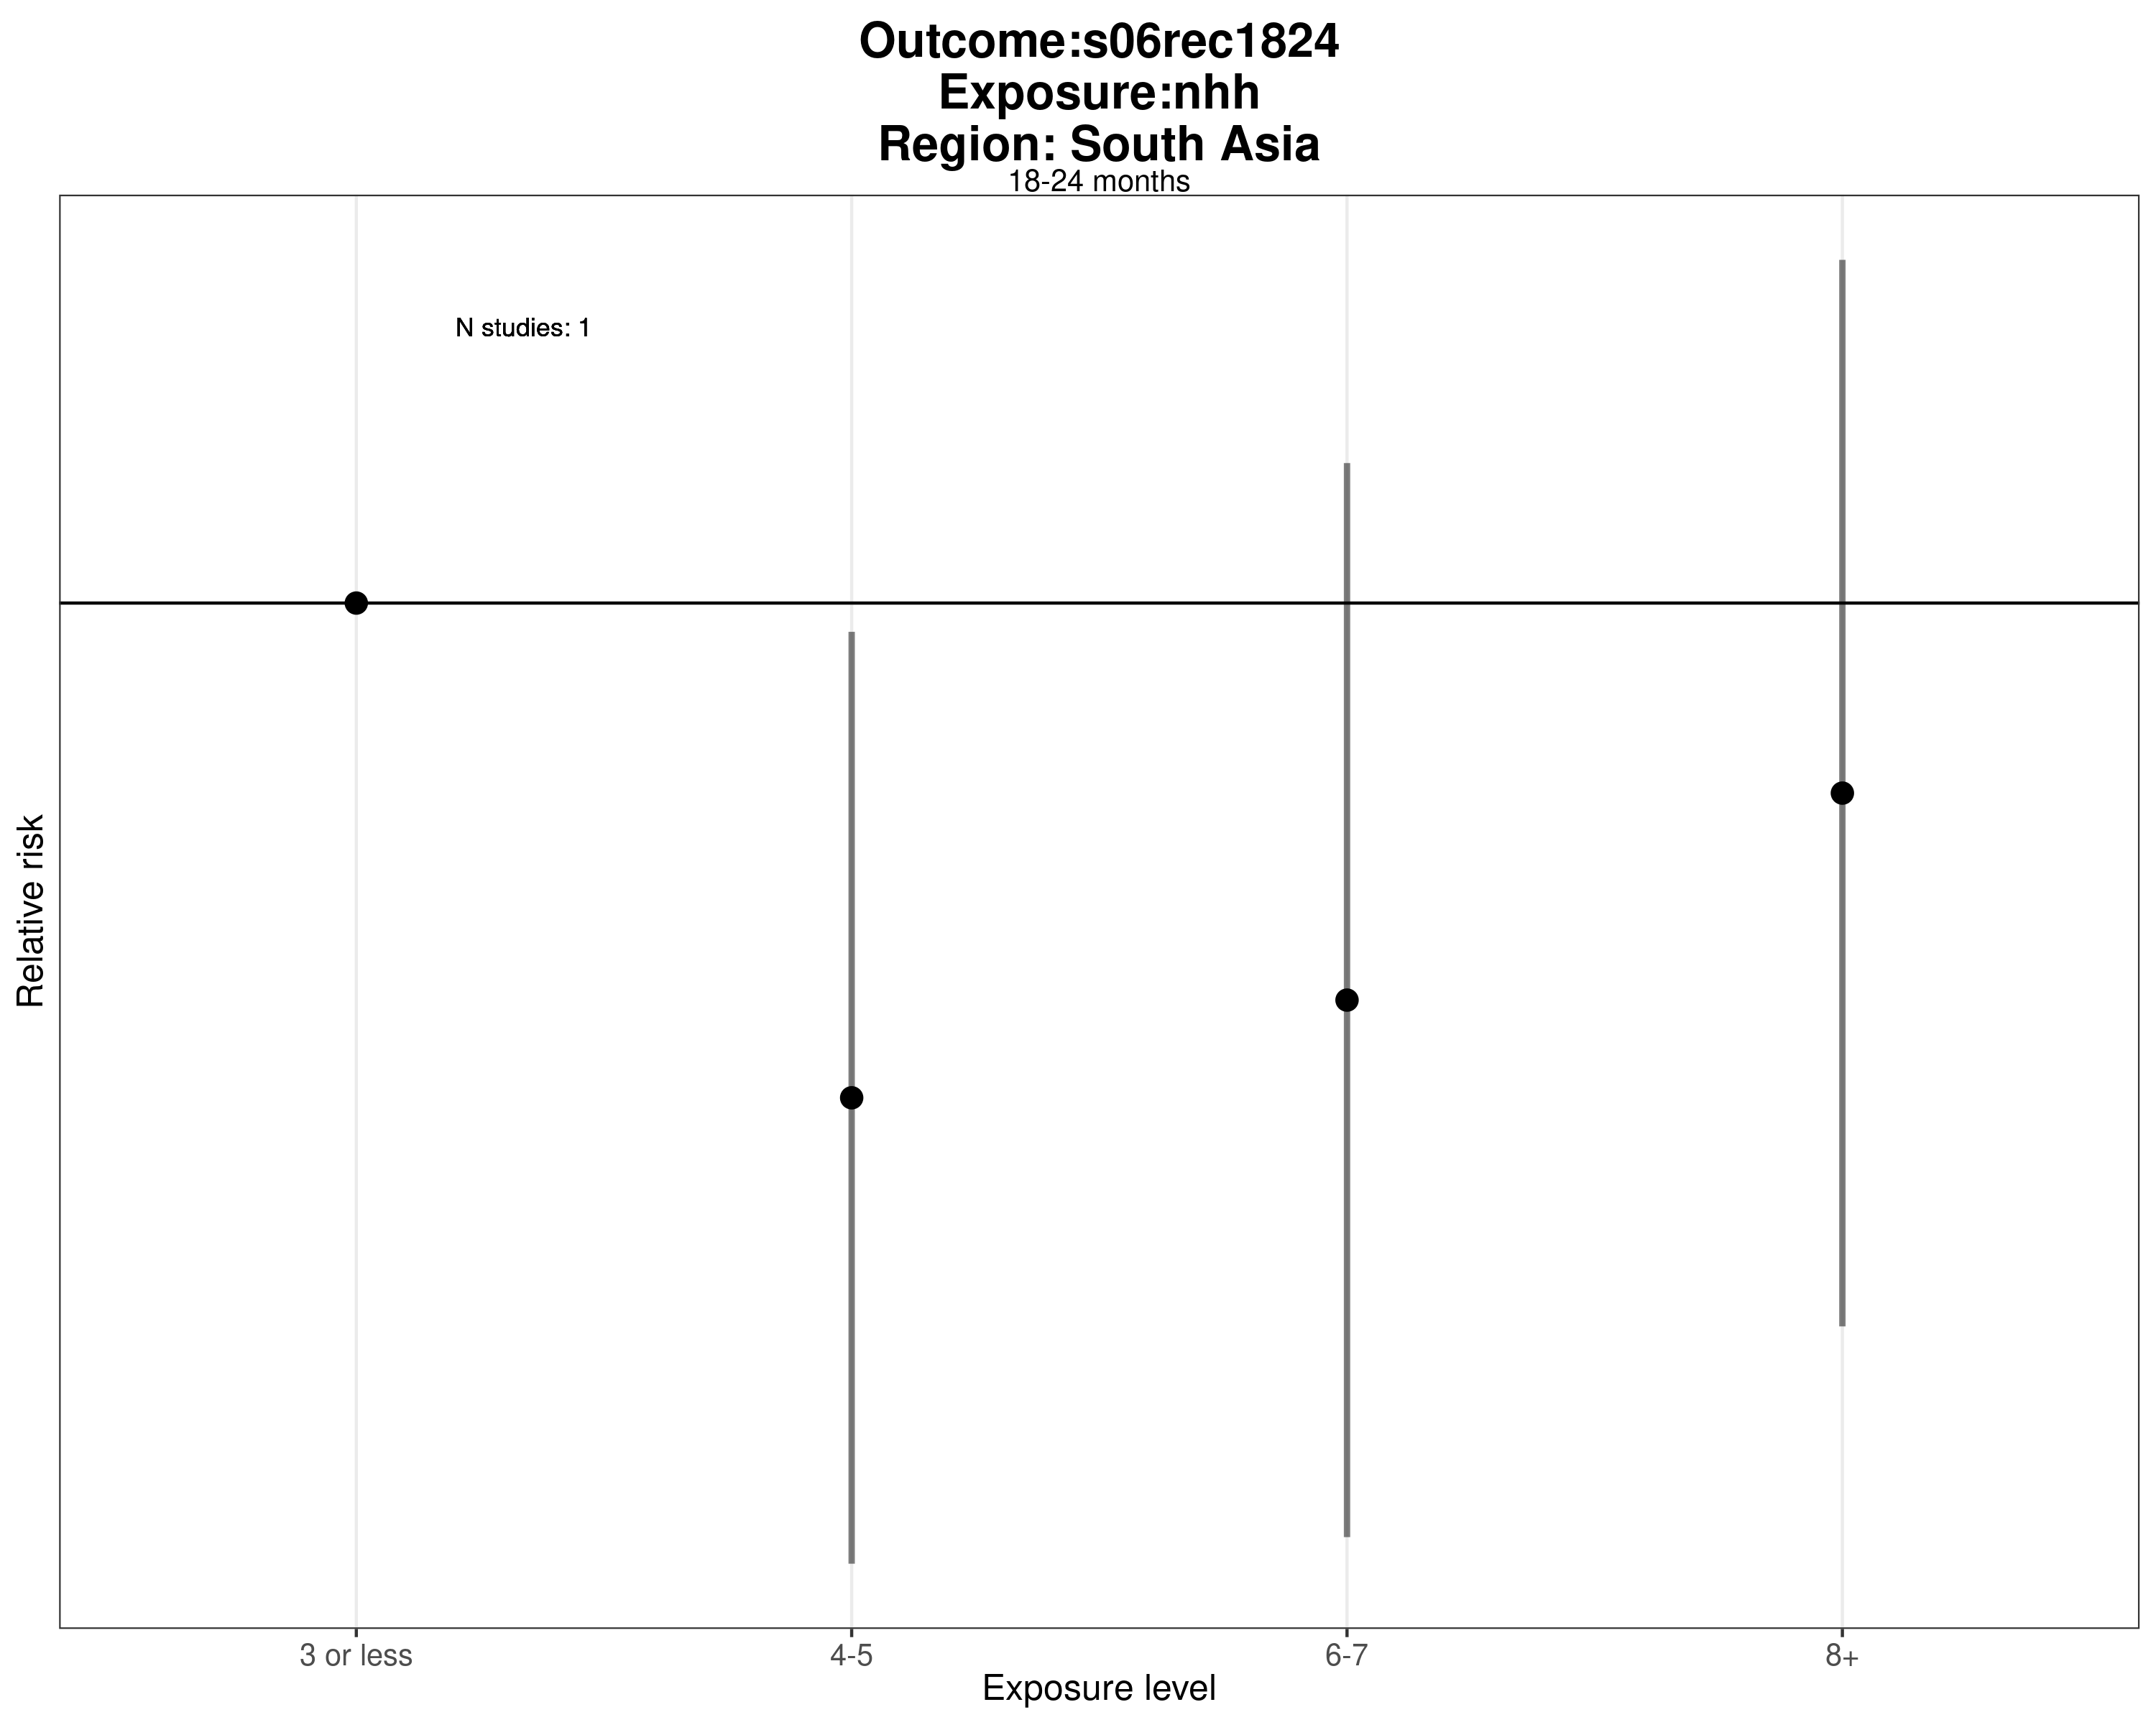 Outcome:s06rec1824
Exposure:nhh
Region: South Asia
18-24 months
N studies: 1
Relative risk
3 or less
4-5
6-7
8+
Exposure level